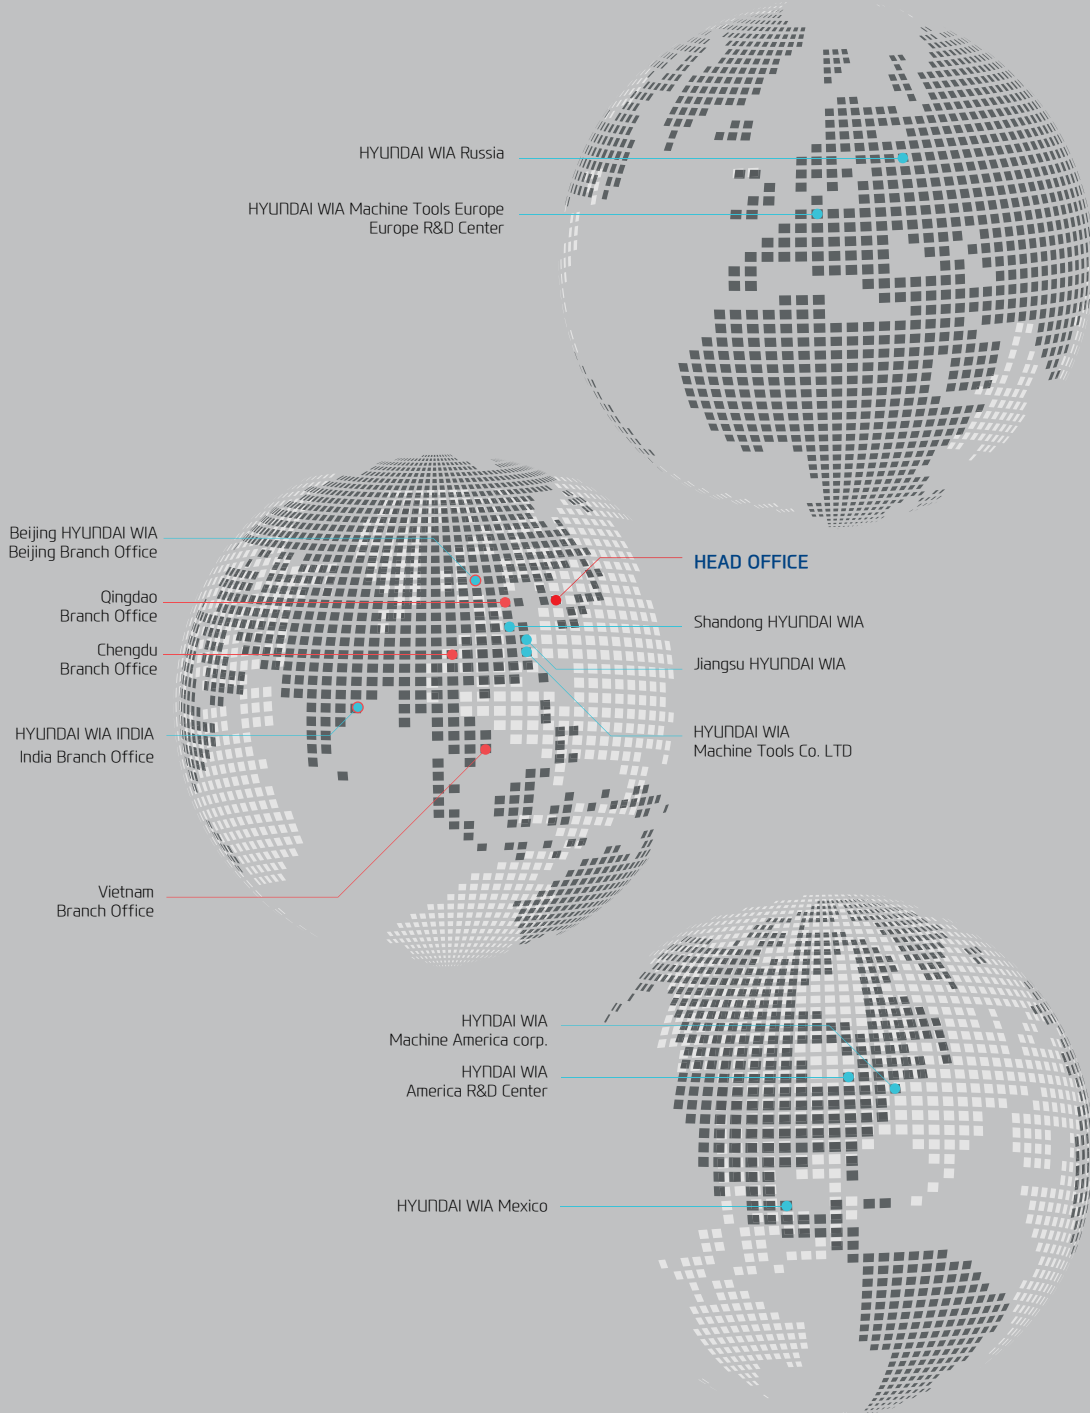 HYUNDAI WIA Russia
HYUNDAI WIA Machine Tools Europe
Europe R&D Center
Beijing HYUNDAI WIA
Beijing Branch Office
Qingdao
Branch Office
Chengdu
Branch Office
HYUNDAI WIA INDIA
India Branch Office
Vietnam
Branch Office
HEAD OFFICE
Shandong HYUNDAI WIA
Jiangsu HYUNDAI WIA
HYUNDAI WIA
Machine Tools Co. LTD
HYNDAI WIA
Machine America corp.
HYNDAI WIA
America R&D Center
HYUNDAI WIA Mexico